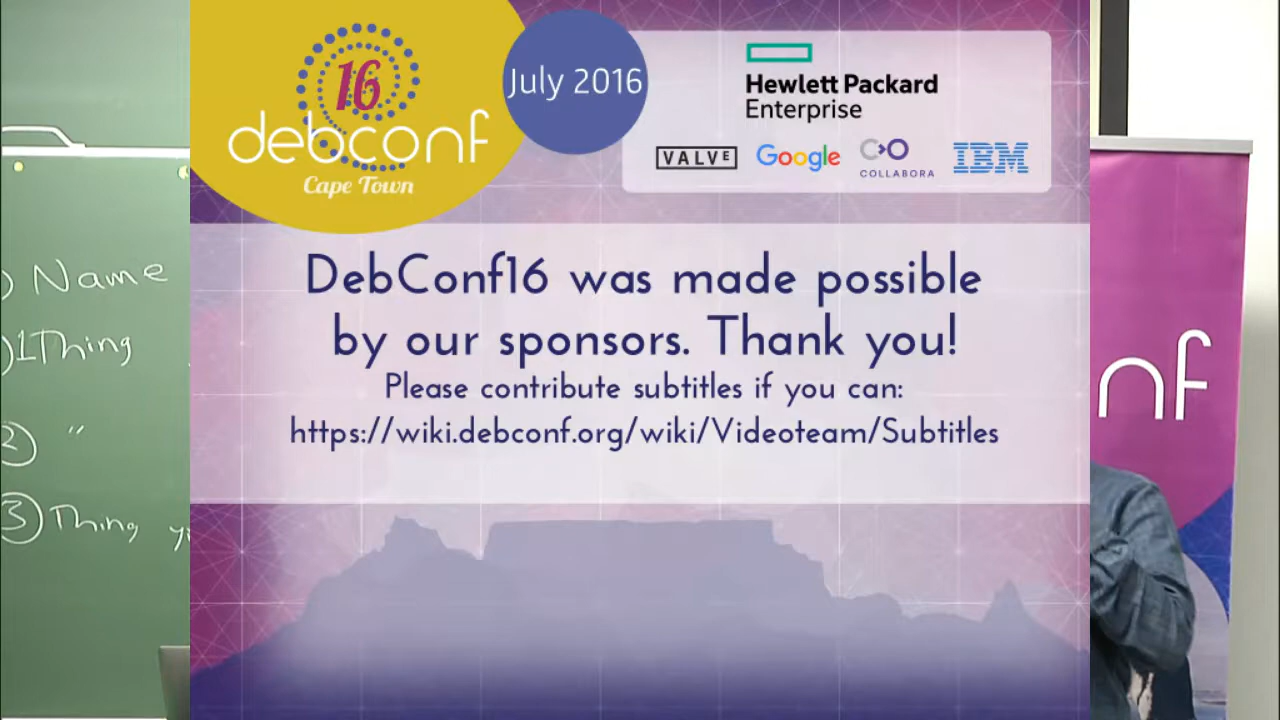 16
debconf
Cape Town
July 2016
Hewlett Packard
Enterprise
VALVE
Google
COLLABORA
IBM
DebConf16 was made possible
by our sponsors. Thank you!
Please contribute subtitles if you can:
https://wiki.debconf.org/wiki/Videoteam/Subtitles
) Name
)1Thing
② "
③ Thing
nf